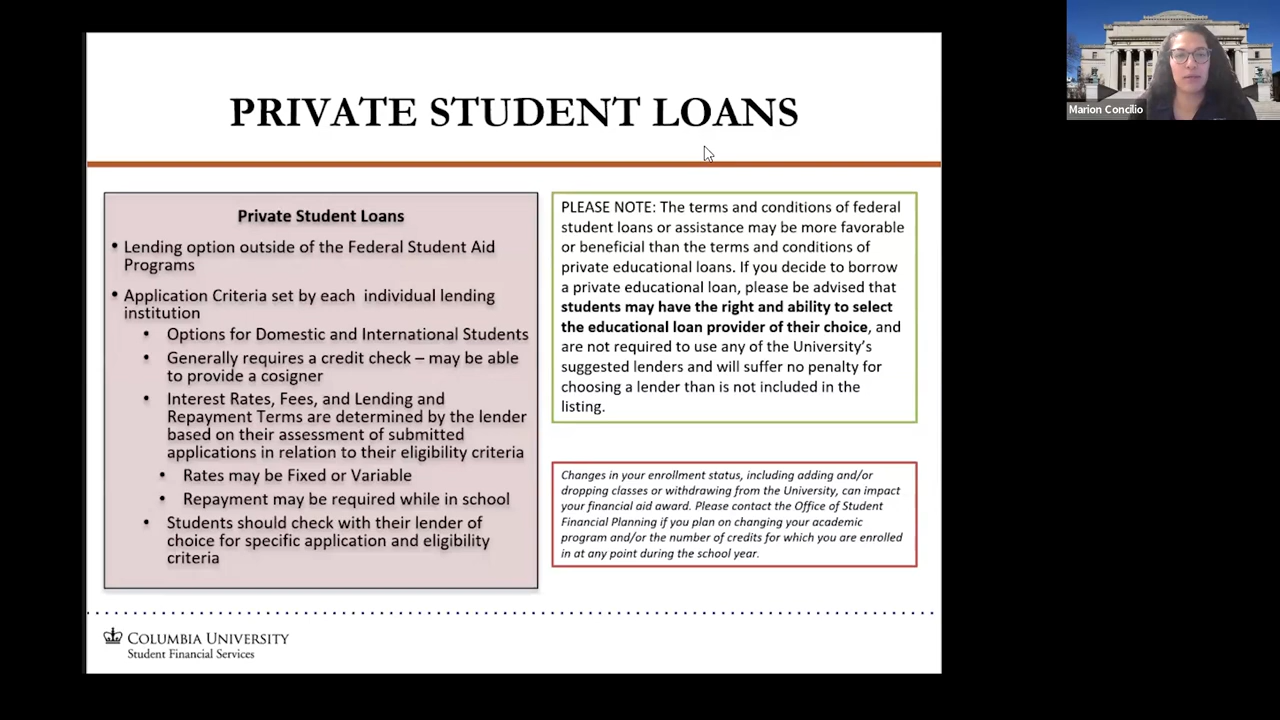 PRIVATE STUDENT LOANS
Private Student Loans
• Lending option outside of the Federal Student Aid
Programs
• Application Criteria set by each individual lending
institution
• Options for Domestic and International Students
• Generally requires a credit check – may be able
to provide a cosigner
• Interest Rates, Fees, and Lending and
Repayment Terms are determined by the lender
based on their assessment of submitted
applications in relation to their eligibility criteria
• Rates may be Fixed or Variable
• Repayment may be required while in school
• Students should check with their lender of
choice for specific application and eligibility
criteria
PLEASE NOTE: The terms and conditions of federal
student loans or assistance may be more favorable
or beneficial than the terms and conditions of
private educational loans. If you decide to borrow
a private educational loan, please be advised that
students may have the right and ability to select
the educational loan provider of their choice, and
are not required to use any of the University's
suggested lenders and will suffer no penalty for
choosing a lender than is not included in the
listing.
Changes in your enrollment status, including adding and/or
dropping classes or withdrawing from the University, can impact
your financial aid award. Please contact the Office of Student
Financial Planning if you plan on changing your academic
program and/or the number of credits for which you are enrolled
in at any point during the school year.
COLUMBIA UNIVERSITY
Student Financial Services
Marion Concilio